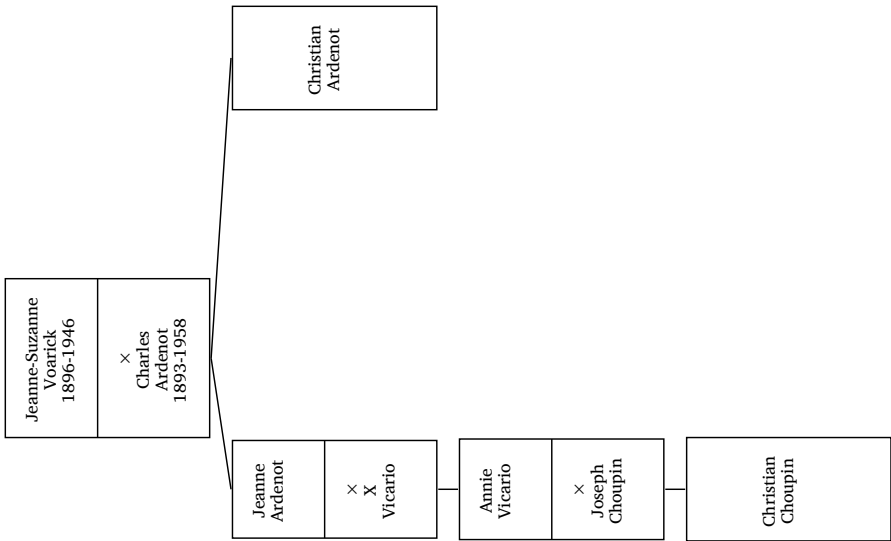 Jeanne-Suzanne
Voarick
1896-1946
×
Charles
Ardenot
1893-1958
Christian
Ardenot
Jeanne
Ardenot
×
X
Vicario
Annie
Vicario
×
Joseph
Choupin
Christian
Choupin